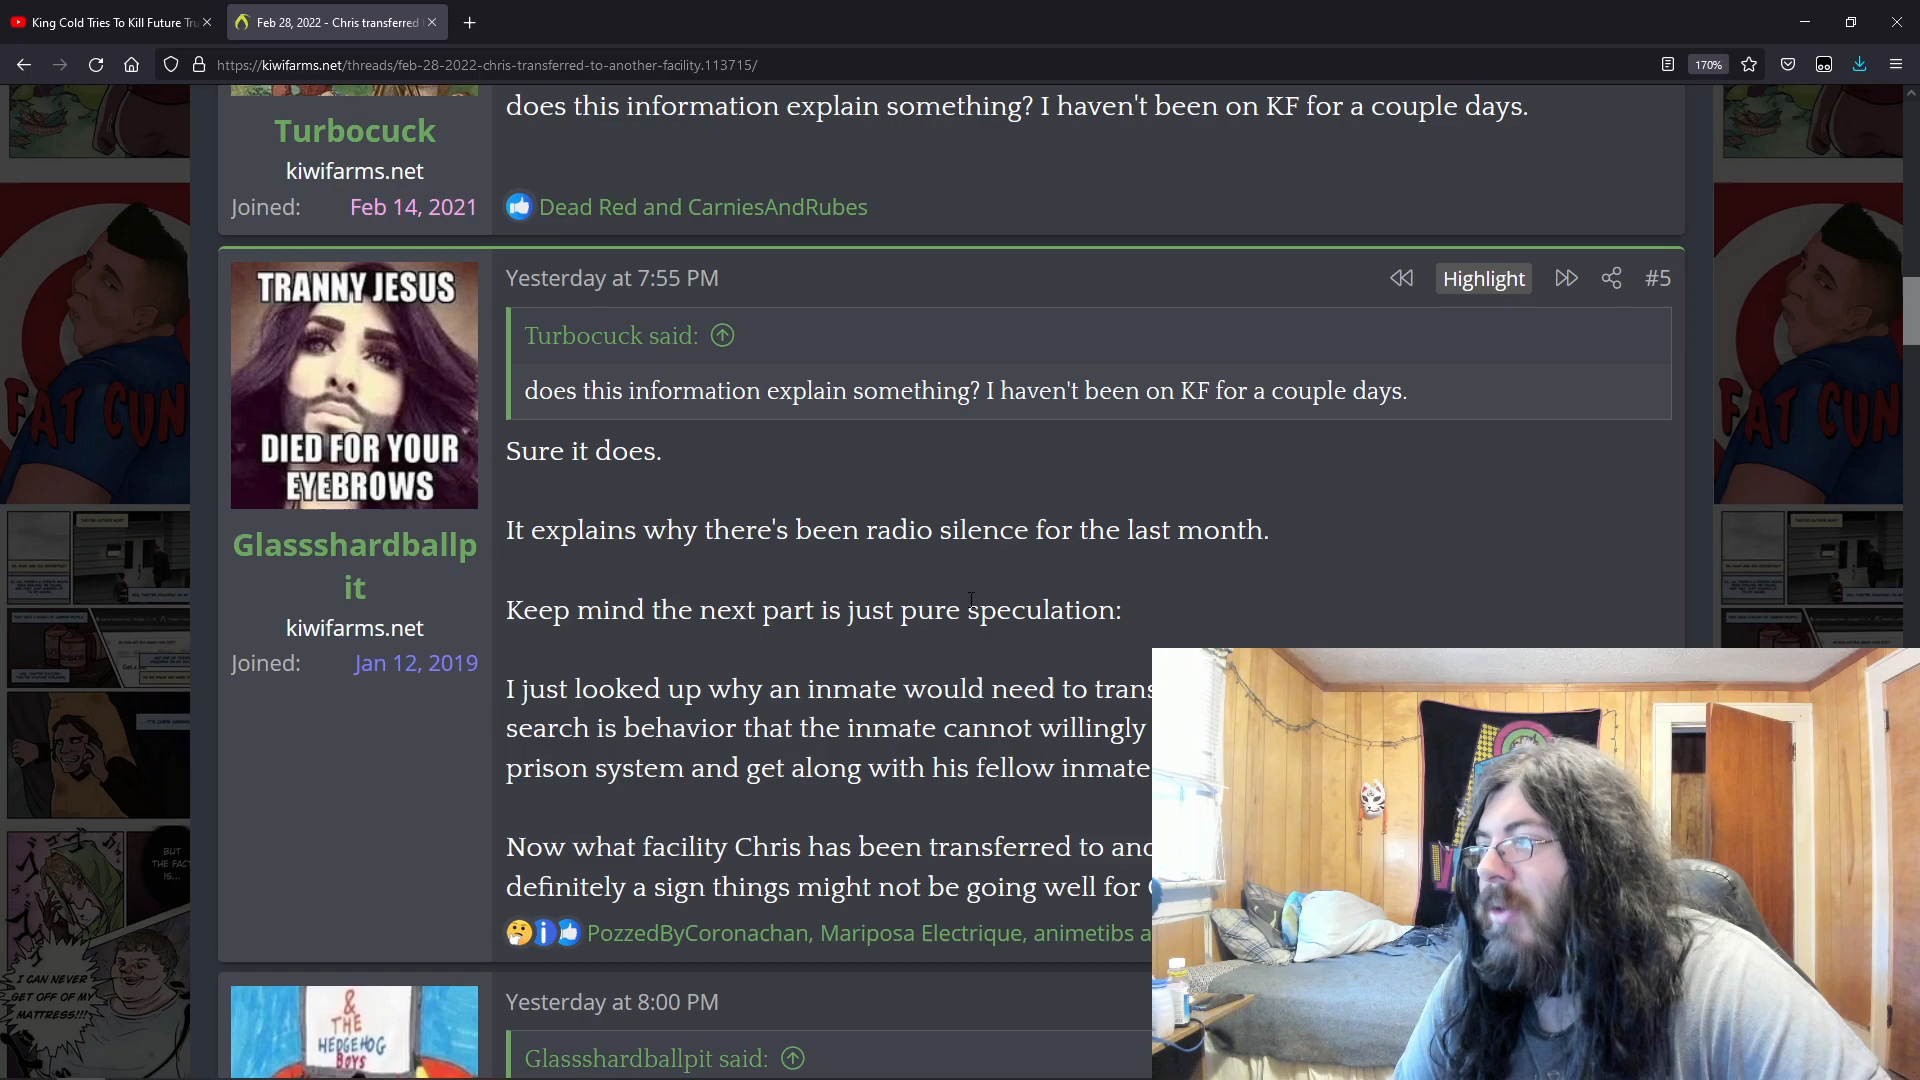 King Cold Tries To Kill Future Tru
Feb 28, 2022 - Chris transferred
https://kiwifarms.net/threads/feb-28-2022-chris-transferred-to-another-facility.113715/
170%
does this information explain something? I haven't been on KF for a couple days.
Turbocuck
kiwifarms.net
Joined: Feb 14, 2021
Dead Red and CarniesAndRubes
TRANNY JESUS
DIED FOR YOUR
EYEBROWS
Glassshardballp
it
kiwifarms.net
Joined: Jan 12, 2019
Yesterday at 7:55 PM
Highlight
#5
Turbocuck said:
does this information explain something? I haven't been on KF for a couple days.
Sure it does.
It explains why there's been radio silence for the last month.
Keep mind the next part is just pure speculation:
I just looked up why an inmate would need to trans
search is behavior that the inmate cannot willingly
prison system and get along with his fellow inmate
Now what facility Chris has been transferred to and
definitely a sign things might not be going well for
PozzedByCoronachan, Mariposa Electrique, animetibs a
&
THE
HEDGEHOG
BOYS
Yesterday at 8:00 PM
Glassshardballpit said:
FAT CUN
FAT CUN
BUT
THE FAC
IS...
I CAN NEVER
GET OFF OF MY
MATTRESS!!!